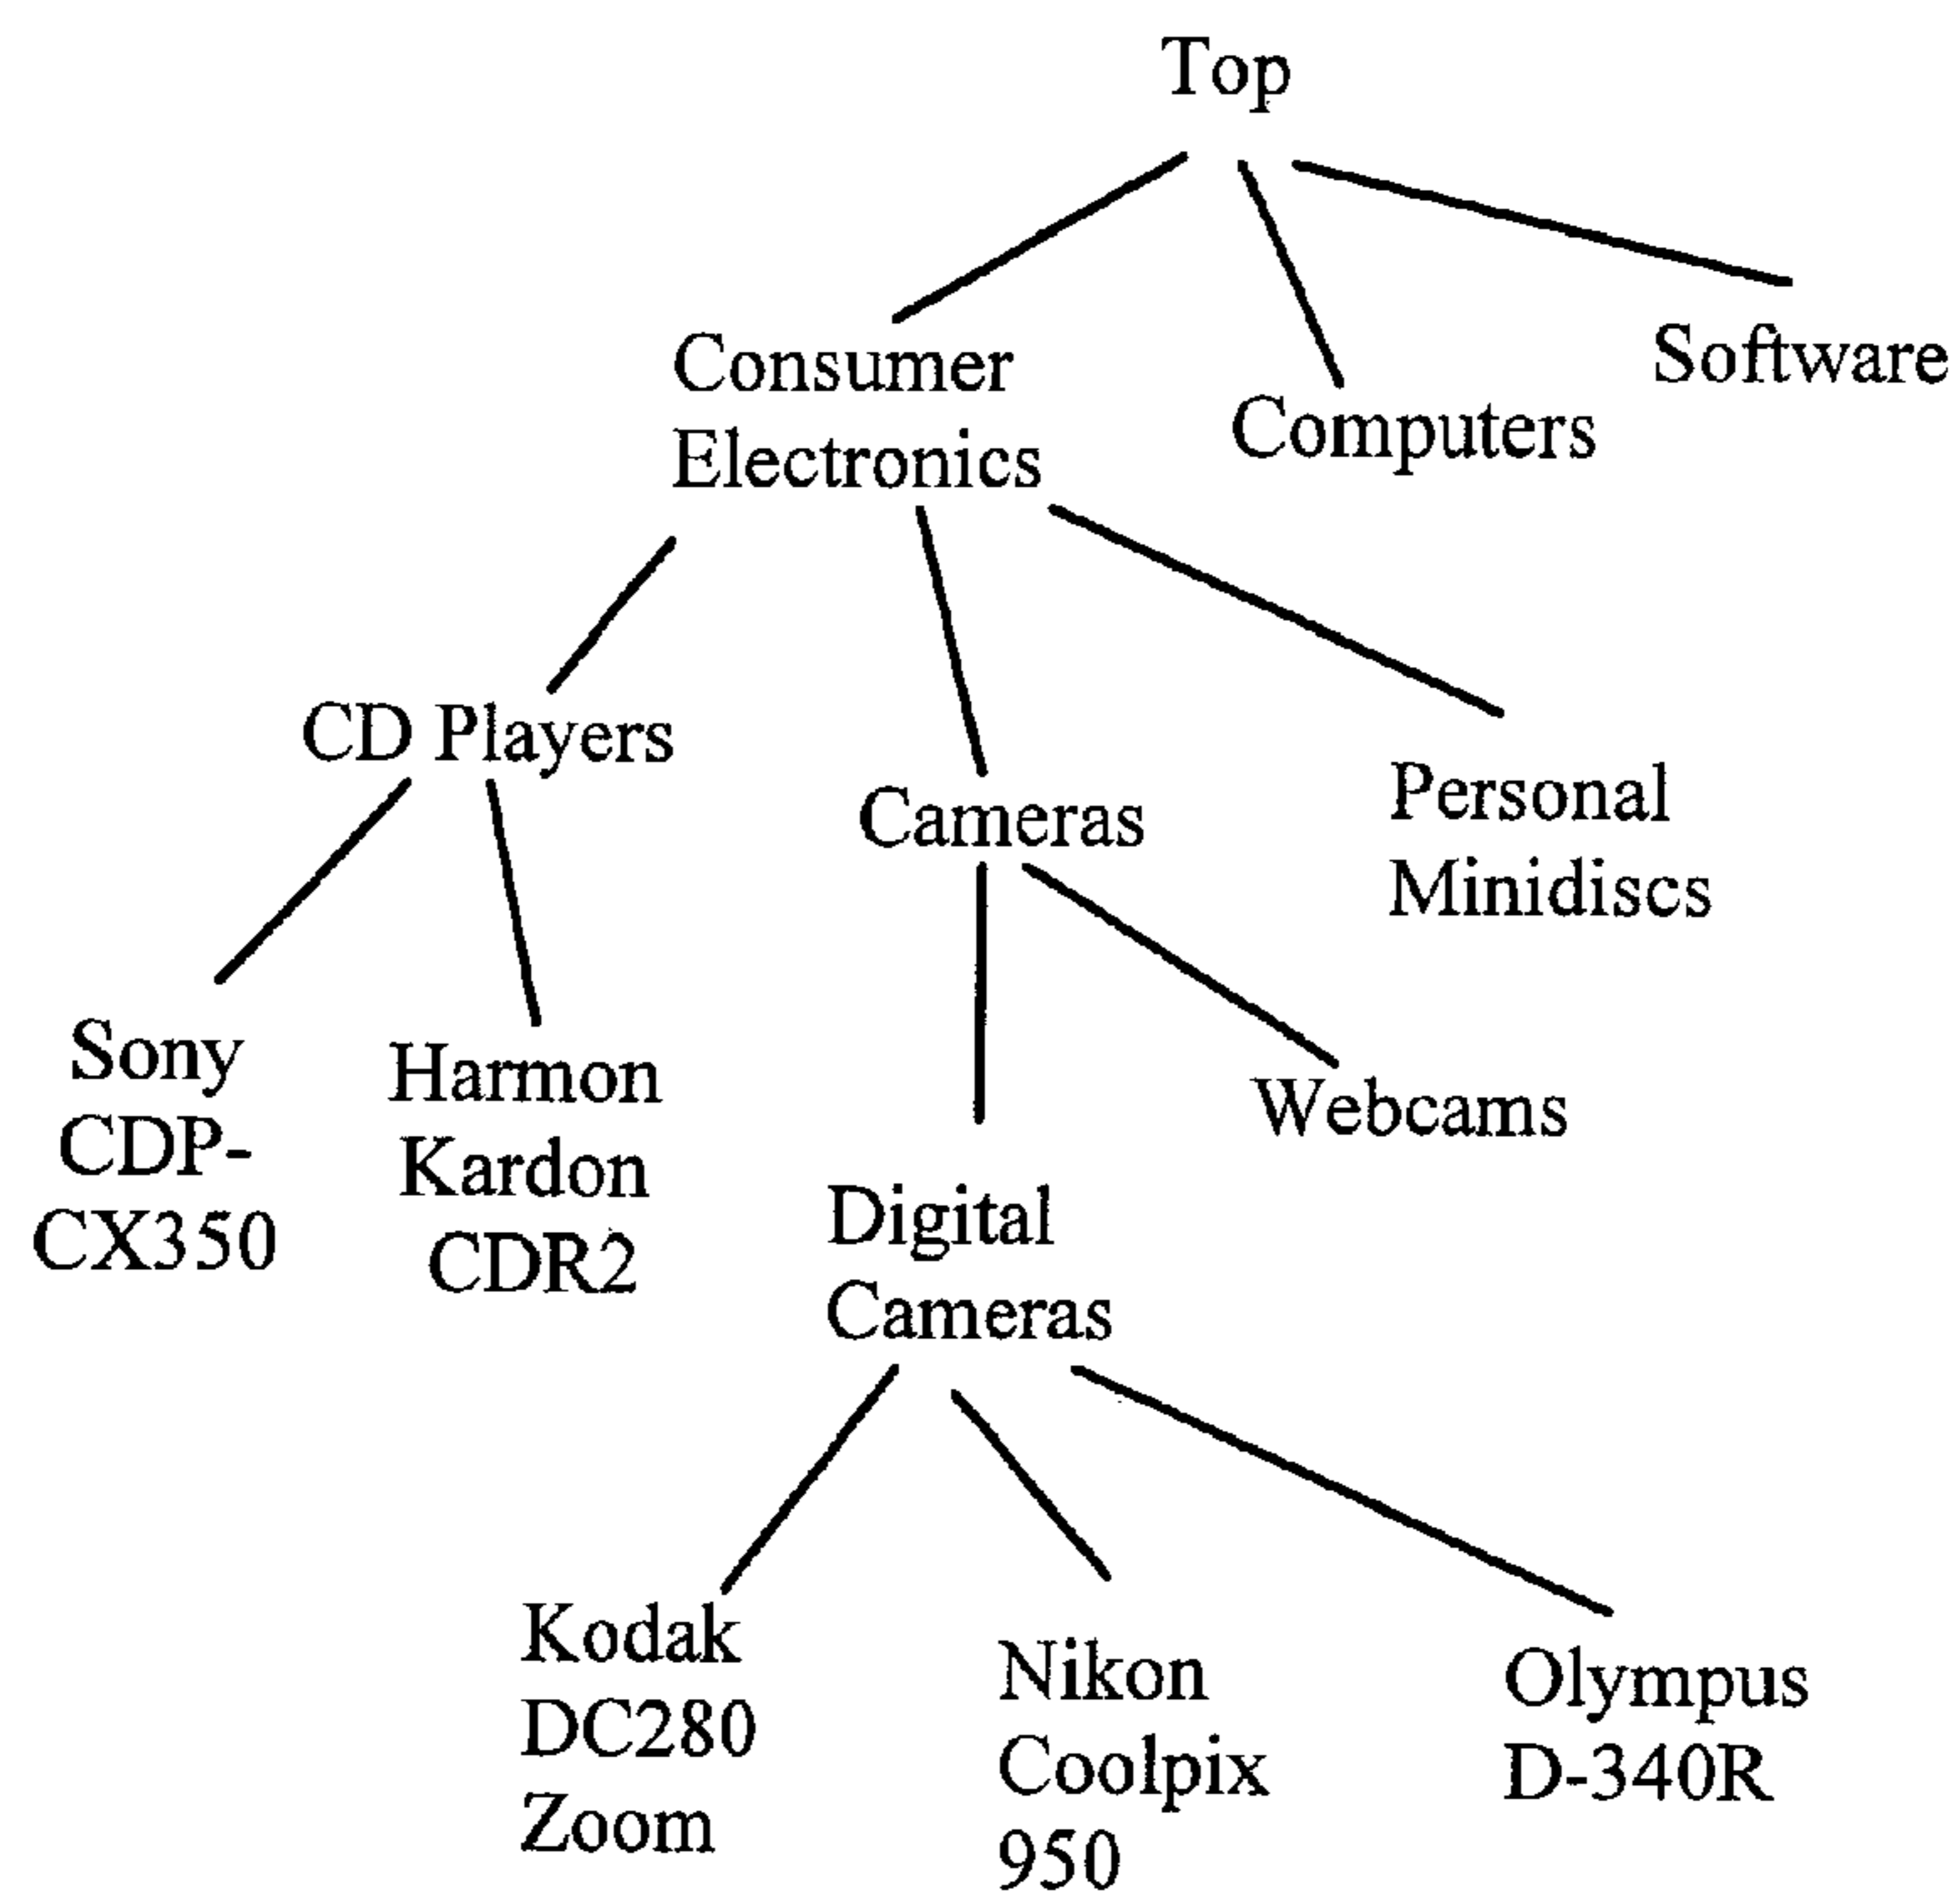 Top
Consumer
Electronics
Computers
Software
CD Players
Cameras
Personal
Minidiscs
Sony
CDP-
CX350
Harmon
Kardon
CDR2
Digital
Cameras
Webcams
Kodak
DC280
Zoom
Nikon
Coolpix
950
Olympus
D-340R